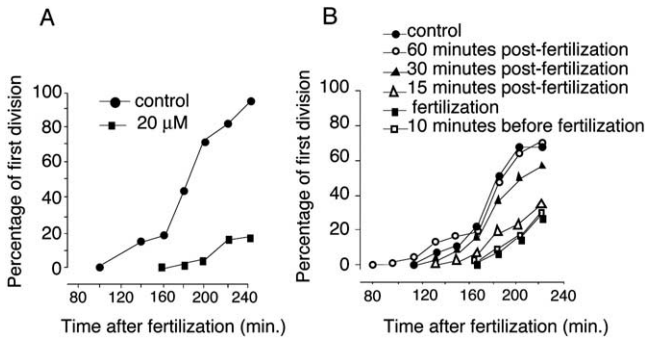 A
B
control
60 minutes post-fertilization
30 minutes post-fertilization
15 minutes post-fertilization
fertilization
10 minutes before fertilization
control
20 µM
Percentage of first division
100
80
60
40
20
0
80 120 160 200 240
Time after fertilization (min.)
Percentage of first division
100
80
60
40
20
0
80 120 160 200 240
Time after fertilization (min.)